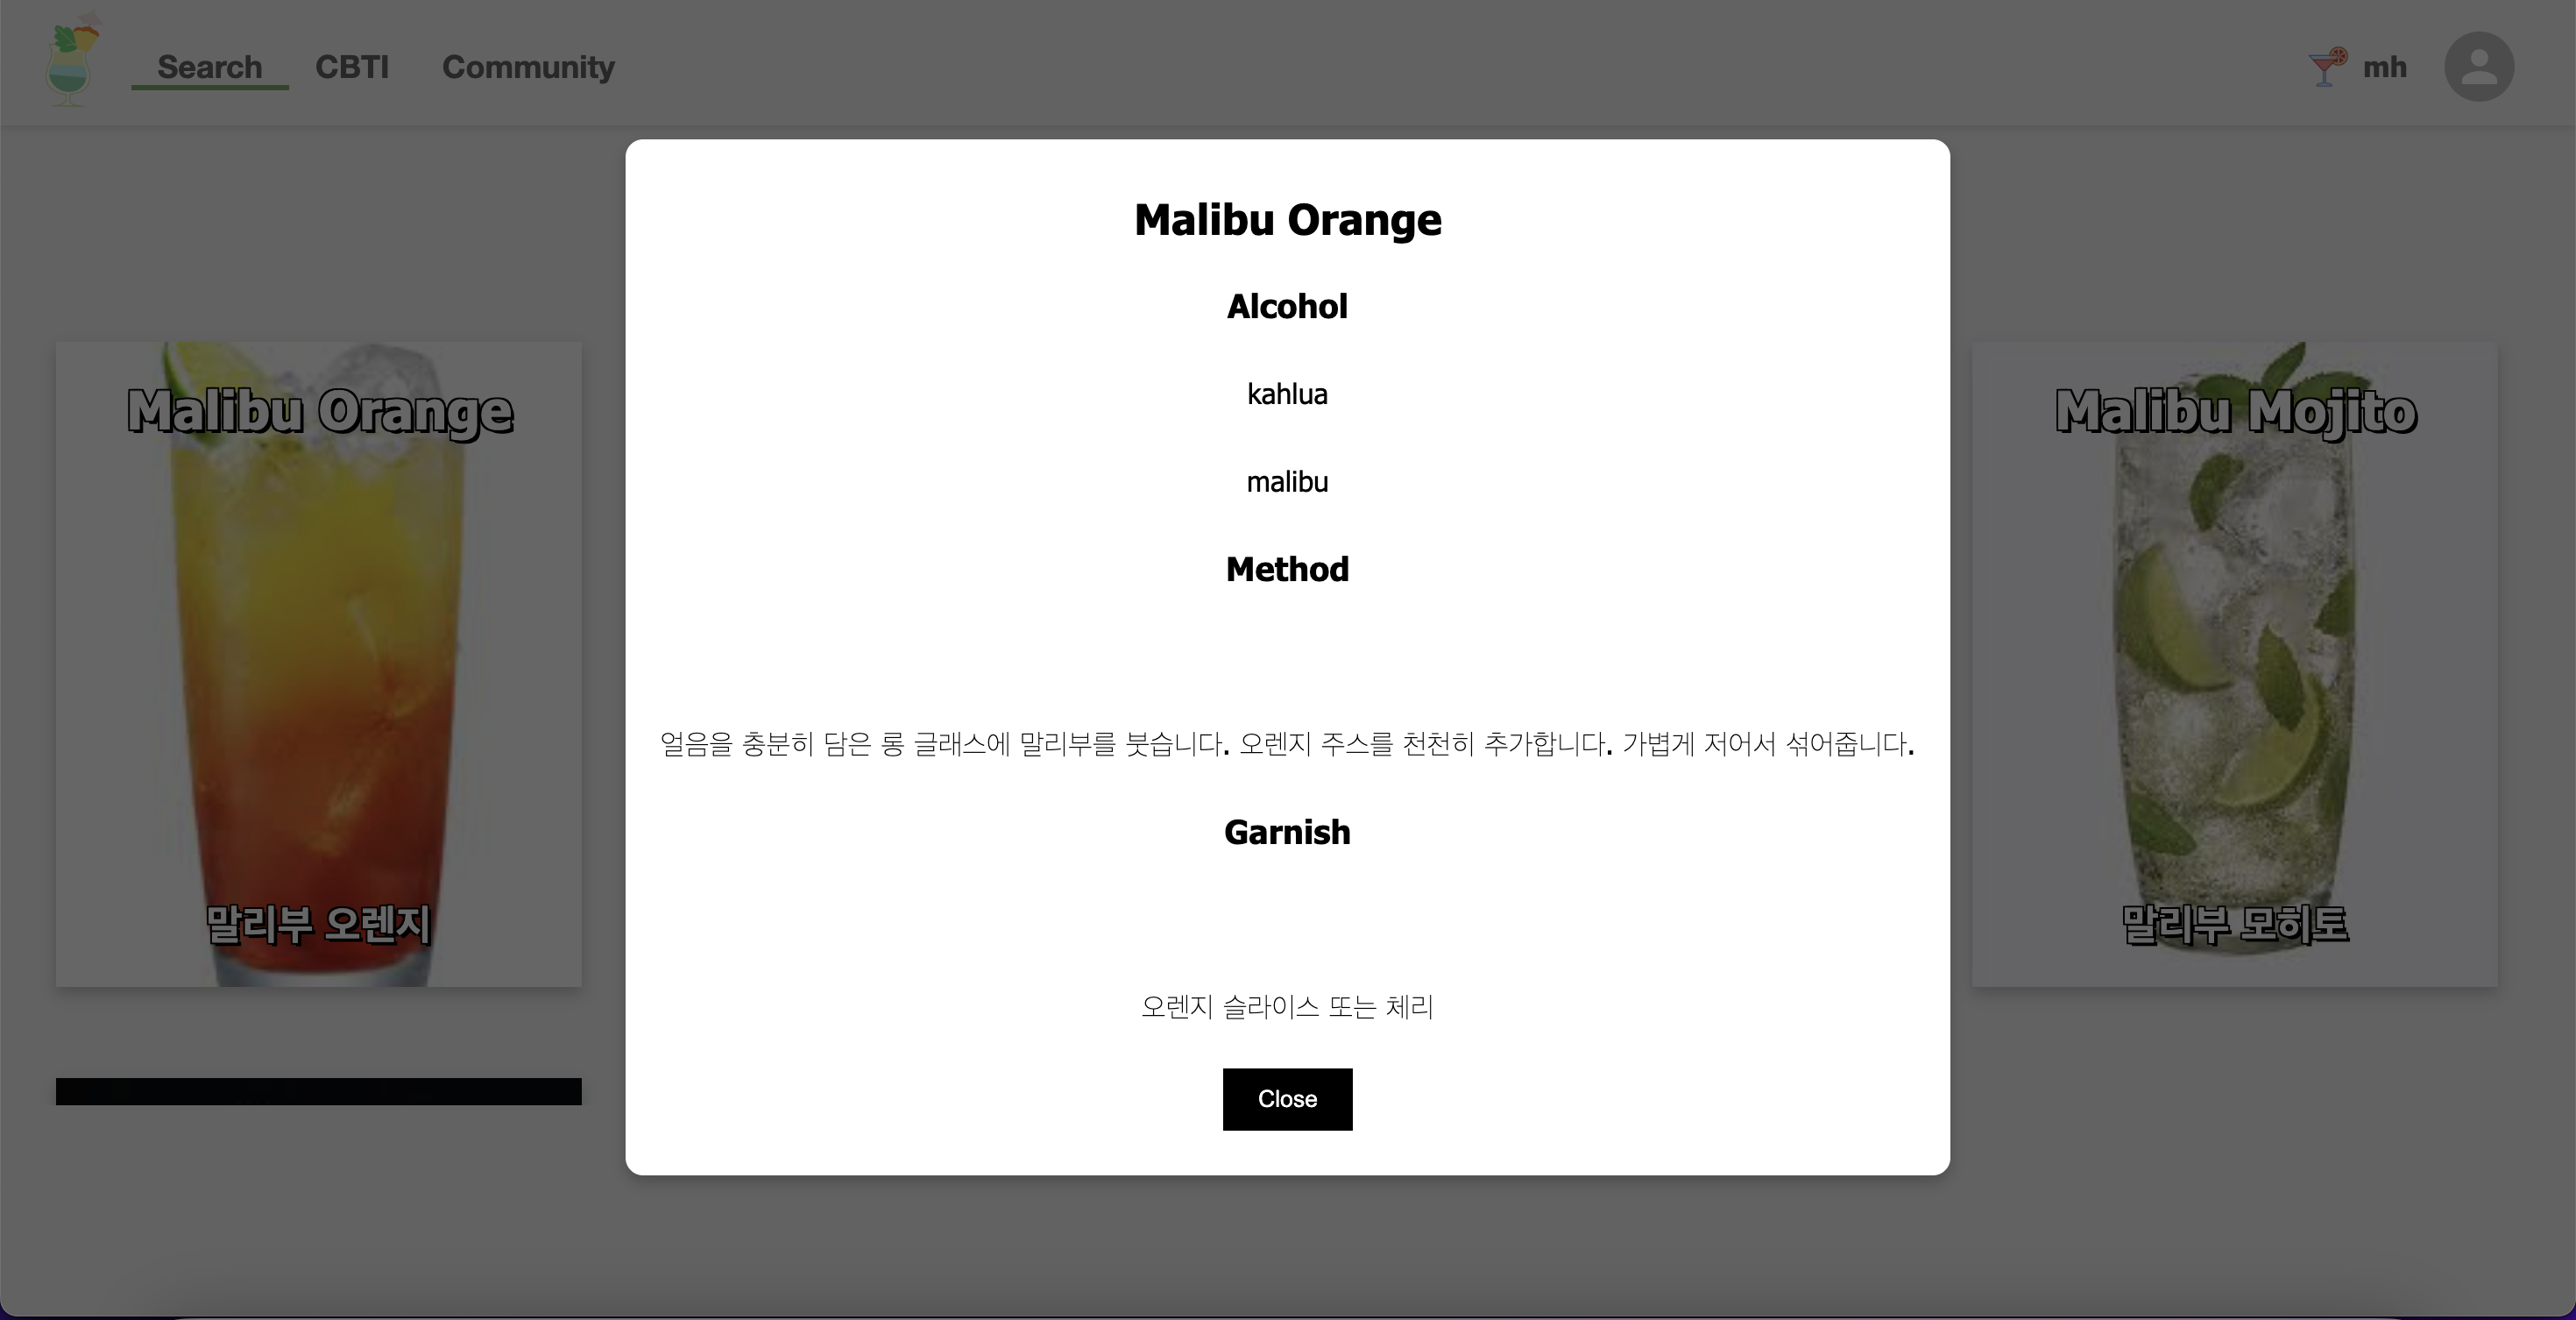 Search CBTI Community mh
Malibu Orange
Alcohol
kahlua
malibu
Method
얼음을 충분히 담은 롱 글래스에 말리부를 붓습니다. 오렌지 주스를 천천히 추가합니다. 가볍게 저어서 섞어줍니다.
Garnish
오렌지 슬라이스 또는 체리
Close
Malibu Orange
말리부 오렌지
Malibu Mojito
말리부 모히토